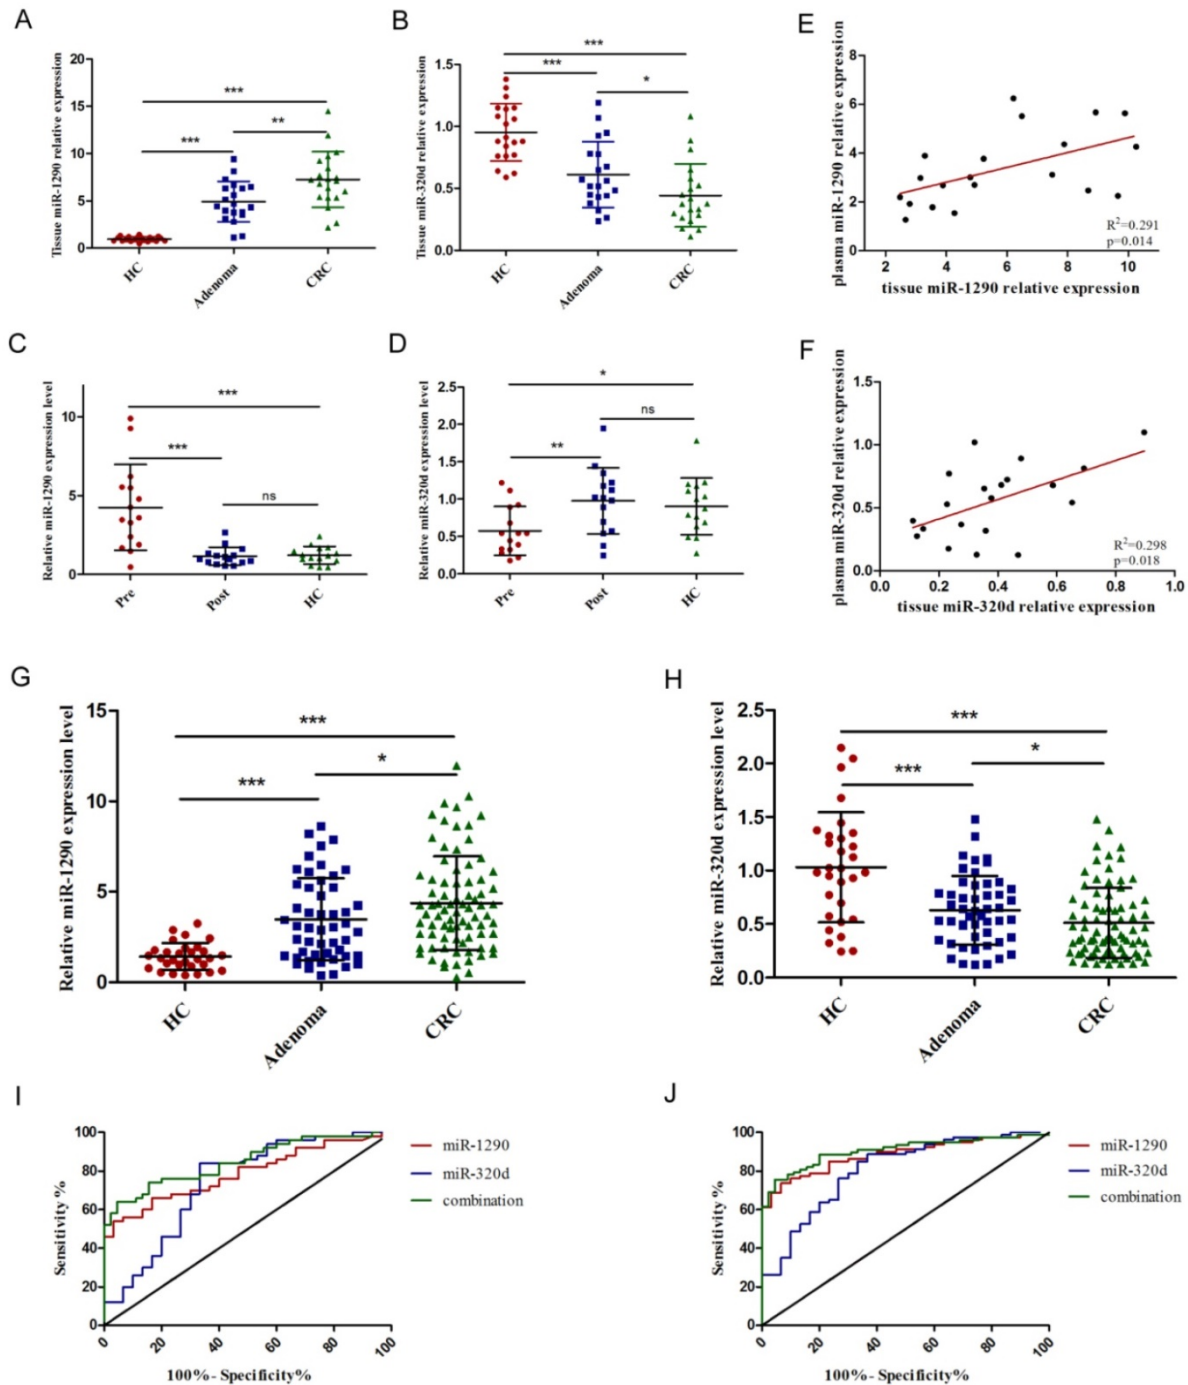 A
Tissue miR-1290 relative expression
20
15
10
5
0
***
***
**
HC
Adenoma
CRC
B
Tissue miR-320d relative expression
1.5
1.0
0.5
0.0
***
***
*
HC
Adenoma
CRC
E
plasma miR-1290 relative expression
8
6
4
2
0
2
4
6
8
10
R2=0.291
p=0.014
tissue miR-1290 relative expression
C
Relative miR-1290 expression level
10
5
0
***
***
ns
Pre
Post
HC
D
Relative miR-320d expression level
2.5
2.0
1.5
1.0
0.5
0.0
*
ns
**
Pre
Post
HC
F
plasma miR-320d relative expression
1.5
1.0
0.5
0.0
0.0
0.2
0.4
0.6
0.8
1.0
R2=0.298
p=0.018
tissue miR-320d relative expression
G
Relative miR-1290 expression level
15
10
5
0
***
***
*
HC
Adenoma
CRC
H
Relative miR-320d expression level
2.5
2.0
1.5
1.0
0.5
0.0
***
***
*
HC
Adenoma
CRC
I
Sensitivity %
100
80
60
40
20
0
0
20
40
60
80
100
100%- Specificity%
miR-1290
miR-320d
combination
J
Sensitivity %
100
80
60
40
20
0
0
20
40
60
80
100
100%- Specificity%
miR-1290
miR-320d
combination